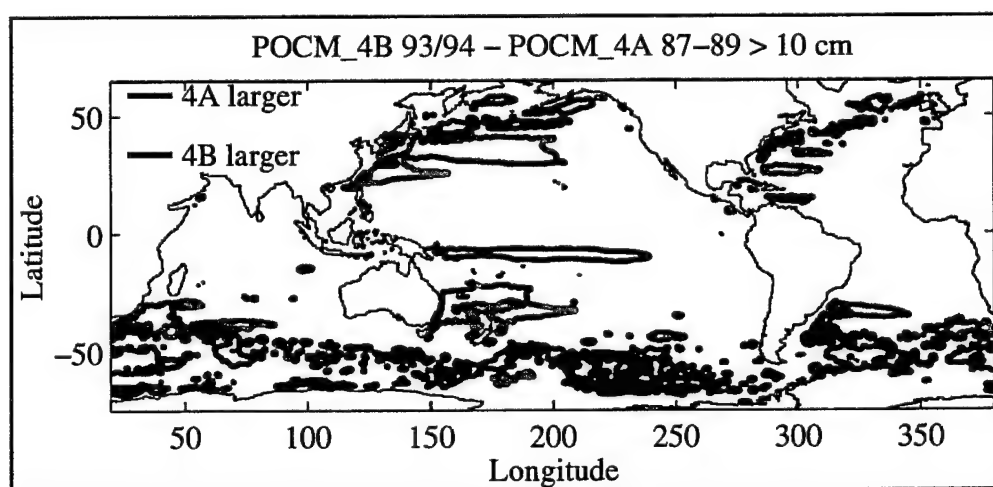 POCM_4B 93/94 – POCM_4A 87–89 > 10 cm
4A larger
4B larger
50
0
−50
Latitude
50 100 150 200 250 300 350
Longitude